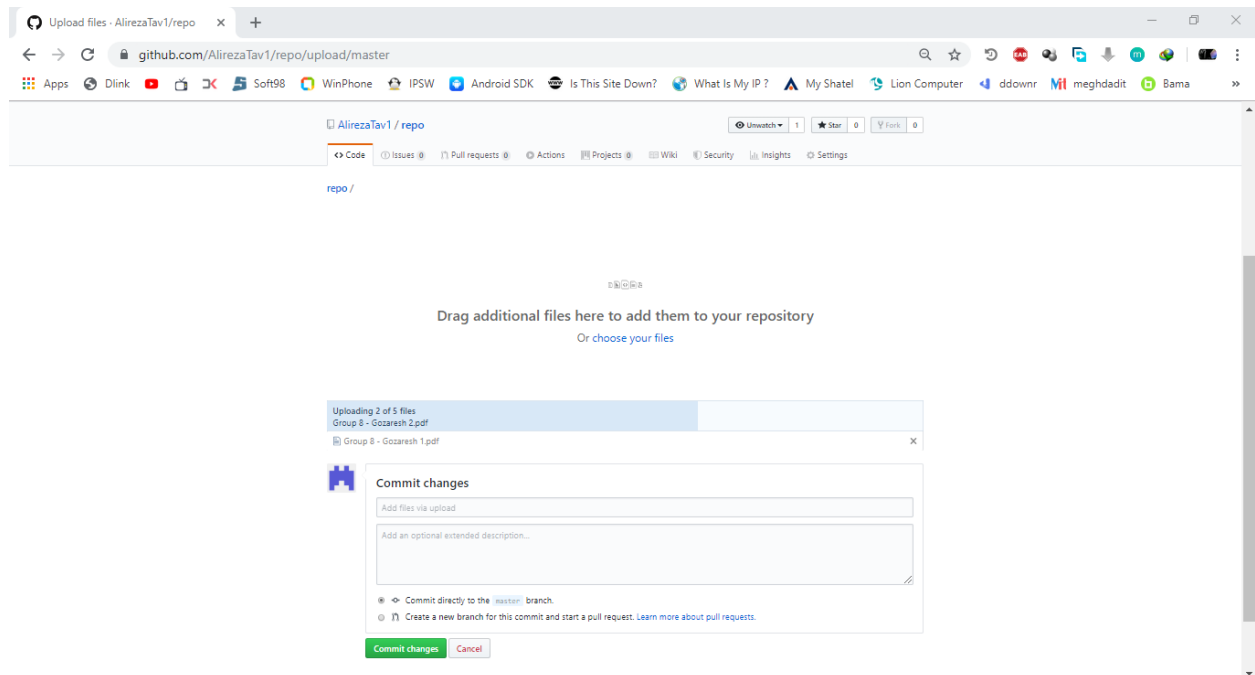 Upload files · AlirezaTav1/repo
github.com/AlirezaTav1/repo/upload/master
Apps Dlink Soft98 WinPhone IPSW Android SDK Is This Site Down? What Is My IP ? My Shatel Lion Computer ddownr meghdadit Bama »
AlirezaTav1 / repo Unwatch 1 Star 0 Fork 0
Code Issues 0 Pull requests 0 Actions Projects 0 Wiki Security Insights Settings
repo /
Drag additional files here to add them to your repository
Or choose your files
Uploading 2 of 5 files
Group 8 - Gozaresh 2.pdf
Group 8 - Gozaresh 1.pdf
Commit changes
Add files via upload
Add an optional extended description...
Commit directly to the master branch.
Create a new branch for this commit and start a pull request. Learn more about pull requests.
Commit changes Cancel